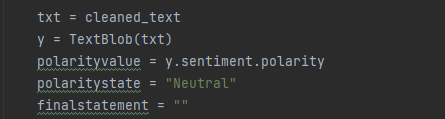 txt = cleaned_text
y = TextBlob(txt)
polarityvalue = y.sentiment.polarity
polaritystate = "Neutral"
finalstatement = ""